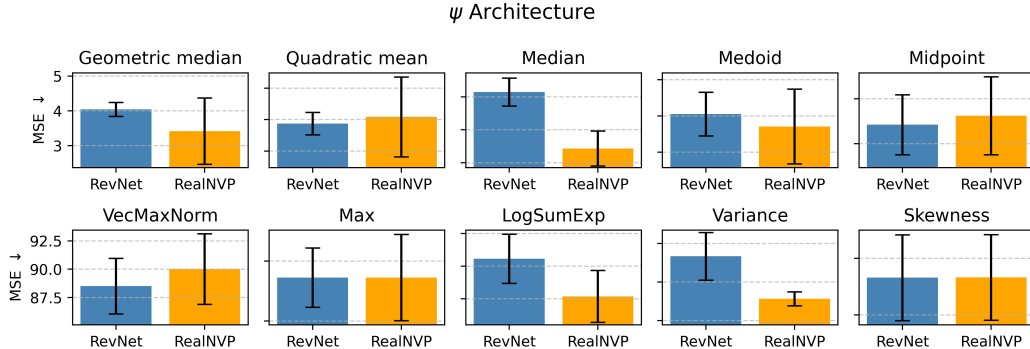 ψ Architecture
Geometric median
Quadratic mean
Median
Medoid
Midpoint
MSE ↓
5
4
3
RevNet RealNVP
RevNet RealNVP
RevNet RealNVP
RevNet RealNVP
RevNet RealNVP
VecMaxNorm
Max
LogSumExp
Variance
Skewness
MSE ↓
92.5
90.0
87.5
RevNet RealNVP
RevNet RealNVP
RevNet RealNVP
RevNet RealNVP
RevNet RealNVP